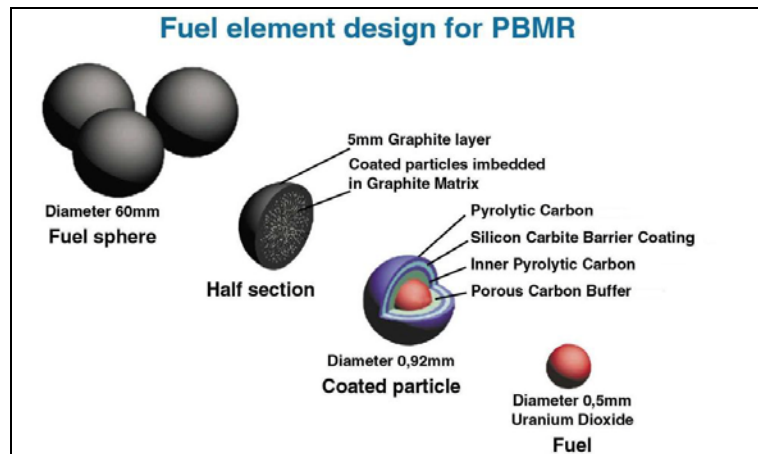 Fuel element design for PBMR
5mm Graphite layer
Coated particles imbedded
in Graphite Matrix
Diameter 60mm
Fuel sphere
Half section
Pyrolytic Carbon
Silicon Carbite Barrier Coating
Inner Pyrolytic Carbon
Porous Carbon Buffer
Diameter 0,92mm
Coated particle
Diameter 0,5mm
Uranium Dioxide
Fuel